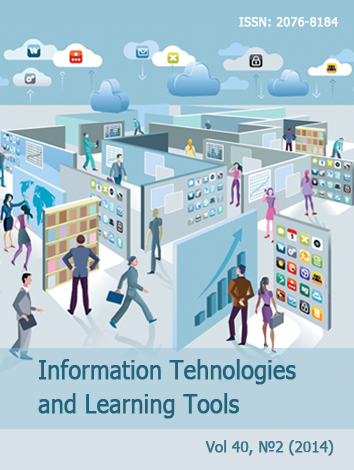 ISSN: 2076-8184
Information Tehnologies
and Learning Tools
Vol 40, №2 (2014)